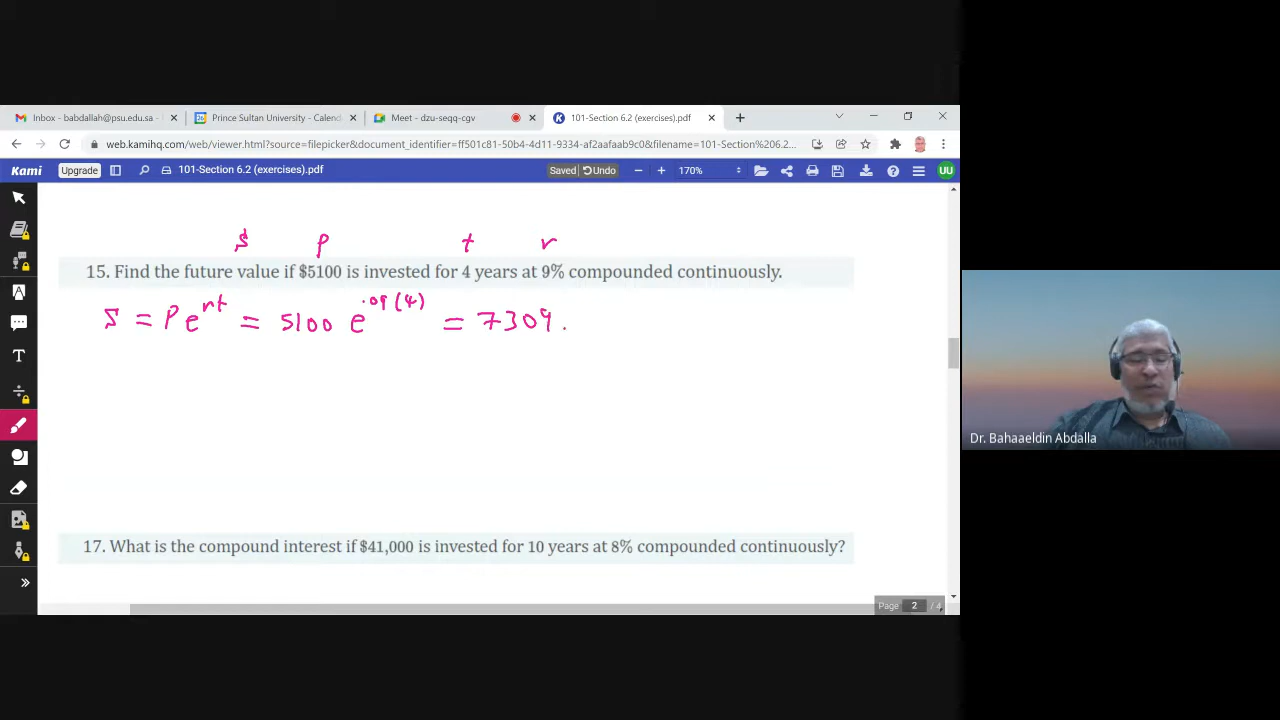 Inbox - babdallah@psu.edu.sa -
Prince Sultan University - Calend
Meet - dzu-seqq-cgv
101-Section 6.2 (exercises).pdf
web.kamihq.com/web/viewer.html?source=filepicker&document_identifier=ff501c81-50b4-4d11-9334-af2aafaab9c0&filename=101-Section%206.2...
Kami
Upgrade
101-Section 6.2 (exercises).pdf
Saved
Undo
170%
UU
S P t r
15. Find the future value if $5100 is invested for 4 years at 9% compounded continuously.
S = P e^rt = 5100 e^.09(4) = 7309.
17. What is the compound interest if $41,000 is invested for 10 years at 8% compounded continuously?
Page 2 / 4
Dr. Bahaaeldin Abdalla